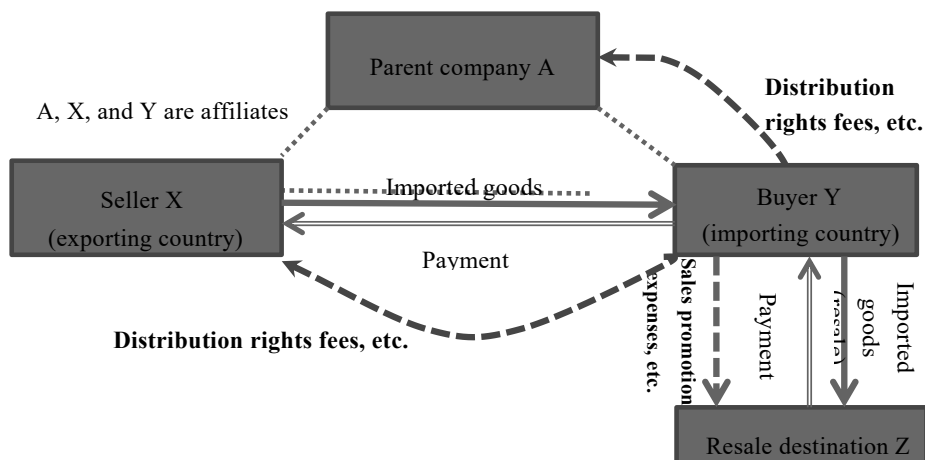 Parent company A
Distribution
rights fees, etc.
A, X, and Y are affiliates
Seller X
(exporting country)
Imported goods
Buyer Y
(importing country)
Payment
Distribution rights fees, etc.
Sales promotion
expenses, etc.
Payment
Imported
goods
(resale)
Resale destination Z